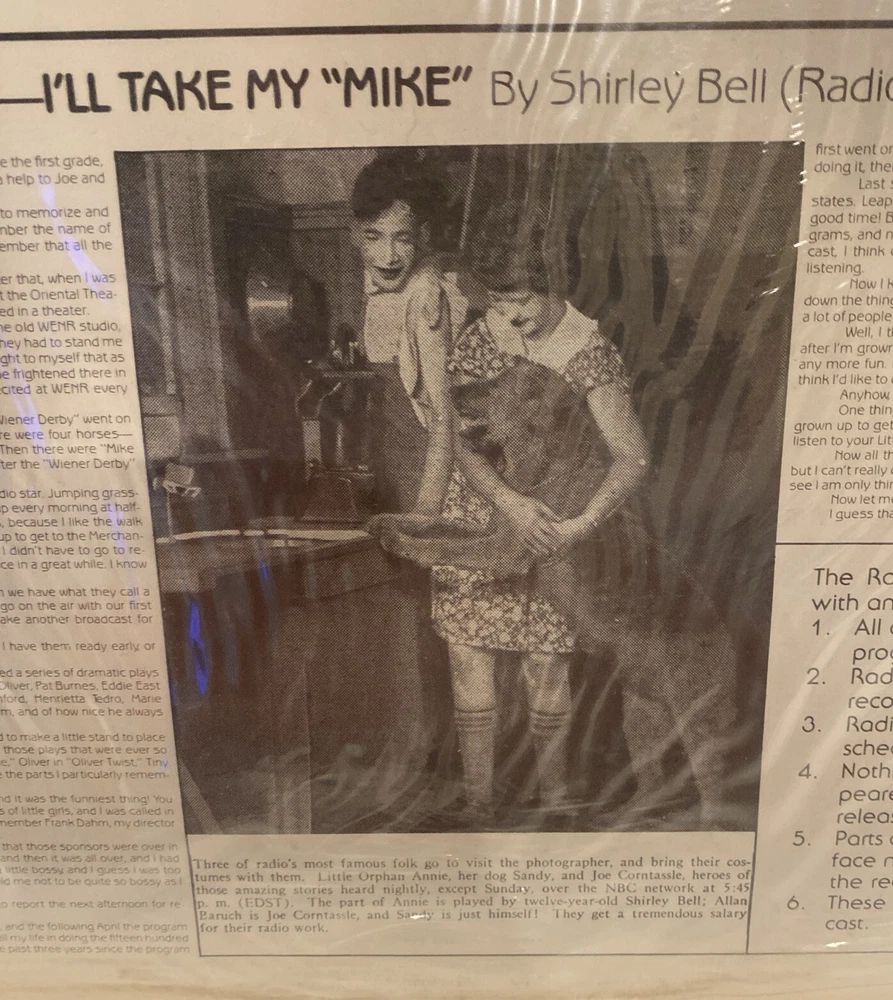 —I'LL TAKE MY "MIKE" By Shirley Bell (Radio
e the first grade,
help to Joe and
to memorize and
nber the name of
ember that all the
er that, when I was
t the Oriental Thea-
ed in a theater.
ne old WENR studio,
hey had to stand me
ght to myself that as
be frightened there in
cited at WENR every
Wiener Derby" went on
re were four horses—
Then there were "Mike
ter the "Wiener Derby"
dio star. Jumping grass-
p every morning at half-
, because I like the walk
up to get to the Merchan-
I didn't have to go to re-
ce in a great while. I know
n we have what they call a
go on the air with our first
ake another broadcast for
I have them ready early or
ed a series of dramatic plays
Oliver, Pat Burnes, Eddie East
ford, Henrietta Tedro, Marie
m, and of how nice he always
d to make a little stand to place
those plays that were ever so
e," Oliver in "Oliver Twist," Tiny
e the parts I particularly remem-
nd it was the funniest thing! You
s of little girls, and I was called in
member Frank Dahm, my director
that those sponsors were over in
and then it was all over, and I had
little bossy and I guess I was too
ld me not to be quite so bossy as I
o report the next afternoon for re
, and the following April the program
all my life in doing the fifteen hundred
e past three years since the program
Three of radio's most famous folk go to visit the photographer, and bring their cos-
tumes with them. Little Orphan Annie, her dog Sandy, and Joe Corntassle, heroes of
those amazing stories heard nightly, except Sunday, over the NBC network at 5:45
p. m. (EDST). The part of Annie is played by twelve-year-old Shirley Bell; Allan
Baruch is Joe Corntassle, and Sandy is just himself! They get a tremendous salary
for their radio work.
first went or
doing it, the
Last s
states. Leap
good time! B
grams, and n
cast, I think
listening.
Now I k
down the thing
a lot of people
Well, I th
after I'm grown
any more fun.
think I'd like to
Anyhow
One thin
grown up to get
listen to your Lit
Now all th
but I can't really
see I am only thir
Now let m
I guess tha
The Ra
with an
1. All
proc
2. Rad
reco
3. Radi
sche
4. Noth
peare
releas
5. Parts
face n
the re
6. These
cast.